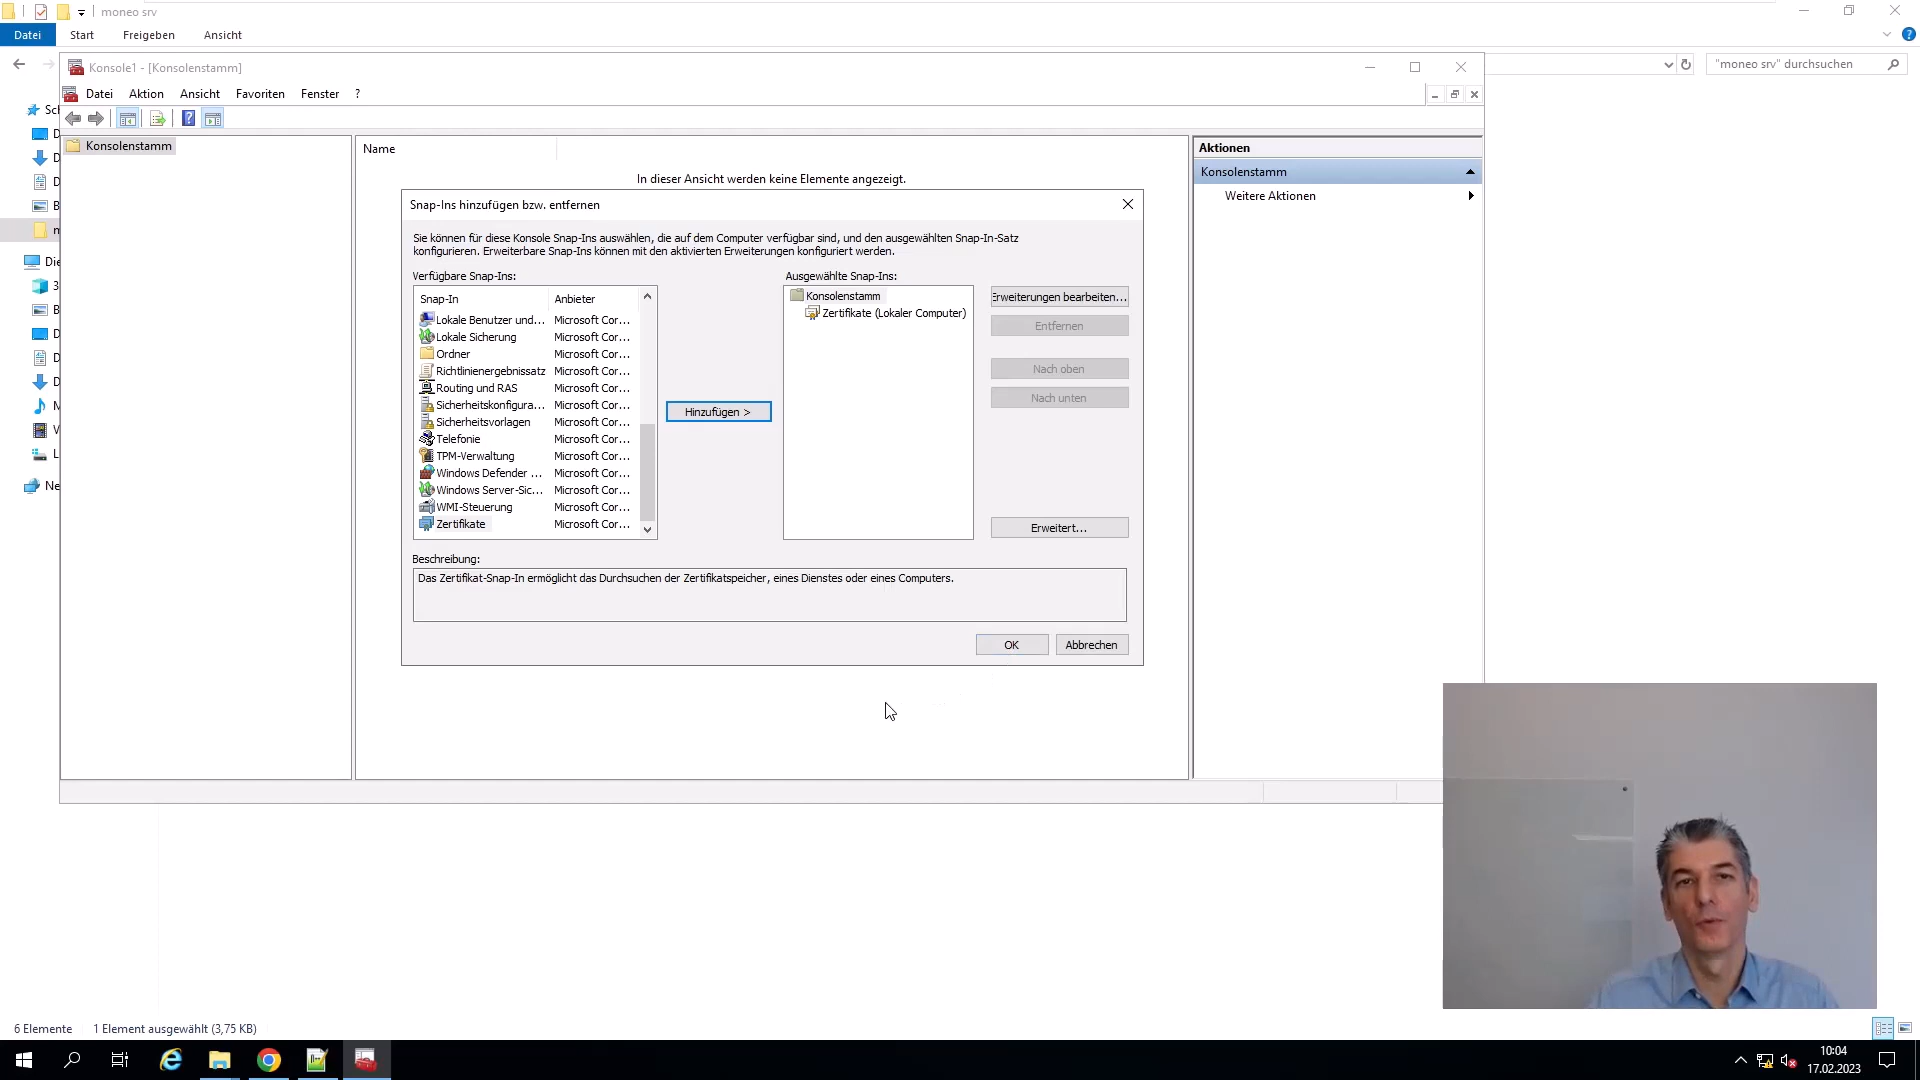 moneo srv
Datei
Start
Freigeben
Ansicht
"moneo srv" durchsuchen
Konsole1 - [Konsolenstamm]
Datei
Aktion
Ansicht
Favoriten
Fenster
?
Konsolenstamm
Name
In dieser Ansicht werden keine Elemente angezeigt.
Aktionen
Konsolenstamm
Weitere Aktionen
Snap-Ins hinzufügen bzw. entfernen
Sie können für diese Konsole Snap-Ins auswählen, die auf dem Computer verfügbar sind, und den ausgewählten Snap-In-Satz
konfigurieren. Erweiterbare Snap-Ins können mit den aktivierten Erweiterungen konfiguriert werden.
Verfügbare Snap-Ins:
Snap-In Anbieter
Lokale Benutzer und... Microsoft Cor...
Lokale Sicherung Microsoft Cor...
Ordner Microsoft Cor...
Richtlinienergebnissatz Microsoft Cor...
Routing und RAS Microsoft Cor...
Sicherheitskonfigura... Microsoft Cor...
Sicherheitsvorlagen Microsoft Cor...
Telefonie Microsoft Cor...
TPM-Verwaltung Microsoft Cor...
Windows Defender ... Microsoft Cor...
Windows Server-Sic... Microsoft Cor...
WMI-Steuerung Microsoft Cor...
Zertifikate Microsoft Cor...
Hinzufügen >
Ausgewählte Snap-Ins:
Konsolenstamm
Zertifikate (Lokaler Computer)
Erweiterungen bearbeiten...
Entfernen
Nach oben
Nach unten
Erweitert...
Beschreibung:
Das Zertifikat-Snap-In ermöglicht das Durchsuchen der Zertifikatspeicher, eines Dienstes oder eines Computers.
OK
Abbrechen
6 Elemente
1 Element ausgewählt (3,75 KB)
10:04
17.02.2023